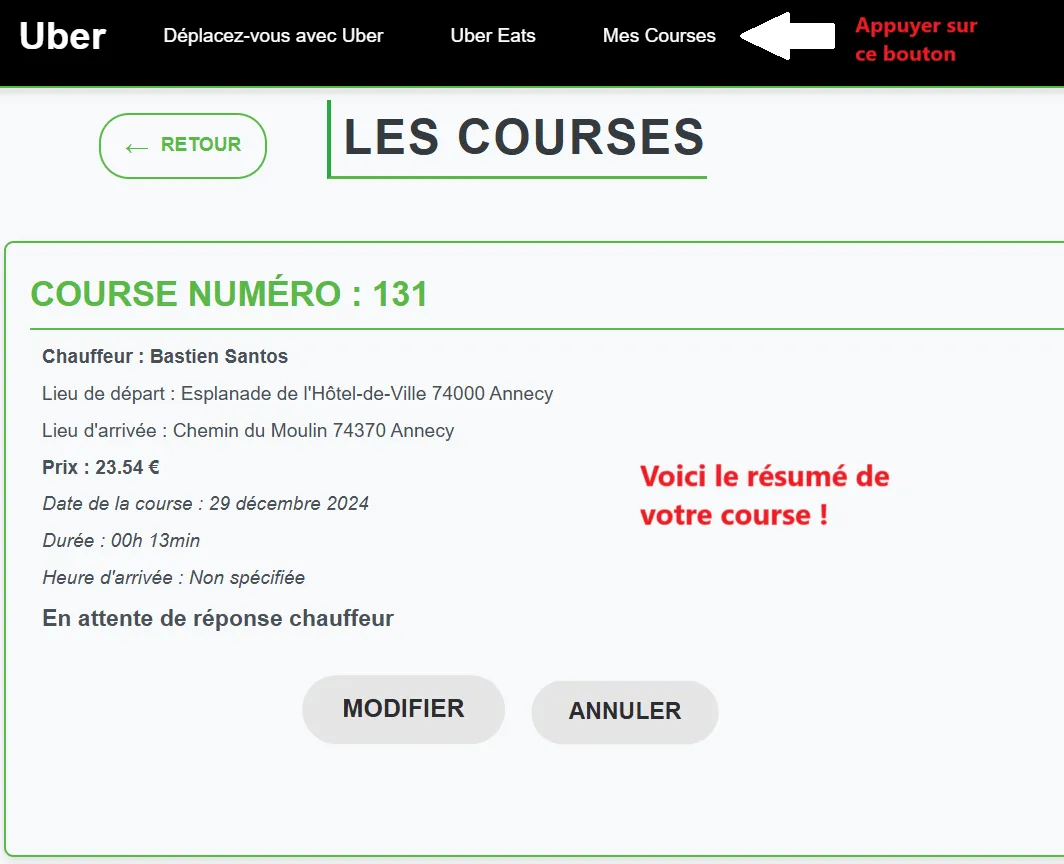 Uber
Déplacez-vous avec Uber
Uber Eats
Mes Courses
Appuyer sur
ce bouton
← RETOUR
LES COURSES
COURSE NUMÉRO : 131
Chauffeur : Bastien Santos
Lieu de départ : Esplanade de l'Hôtel-de-Ville 74000 Annecy
Lieu d'arrivée : Chemin du Moulin 74370 Annecy
Prix : 23.54 €
Date de la course : 29 décembre 2024
Durée : 00h 13min
Heure d'arrivée : Non spécifiée
En attente de réponse chauffeur
Voici le résumé de
votre course !
MODIFIER
ANNULER